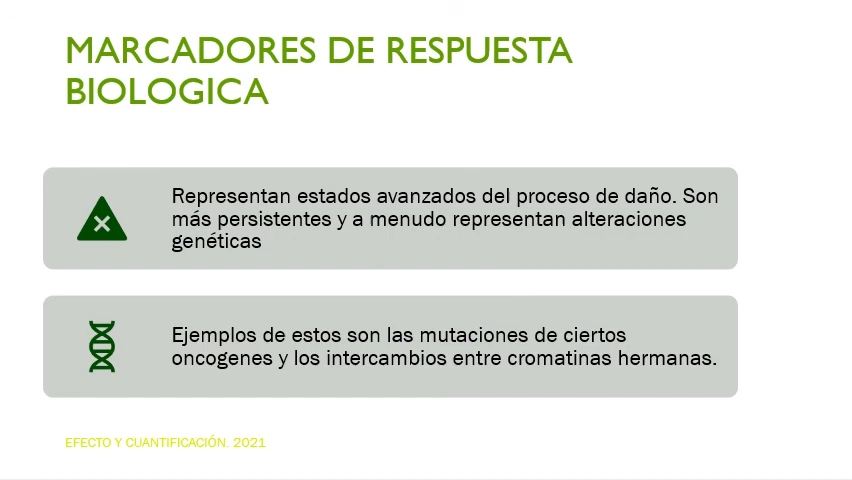 MARCADORES DE RESPUESTA
BIOLOGICA
Representan estados avanzados del proceso de daño. Son
más persistentes y a menudo representan alteraciones
genéticas
Ejemplos de estos son las mutaciones de ciertos
oncogenes y los intercambios entre cromatinas hermanas.
EFECTO Y CUANTIFICACIÓN. 2021